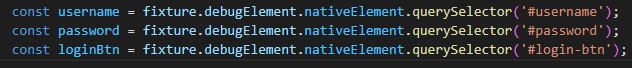 const username = fixture.debugElement.nativeElement.querySelector('#username');
const password = fixture.debugElement.nativeElement.querySelector('#password');
const loginBtn = fixture.debugElement.nativeElement.querySelector('#login-btn');